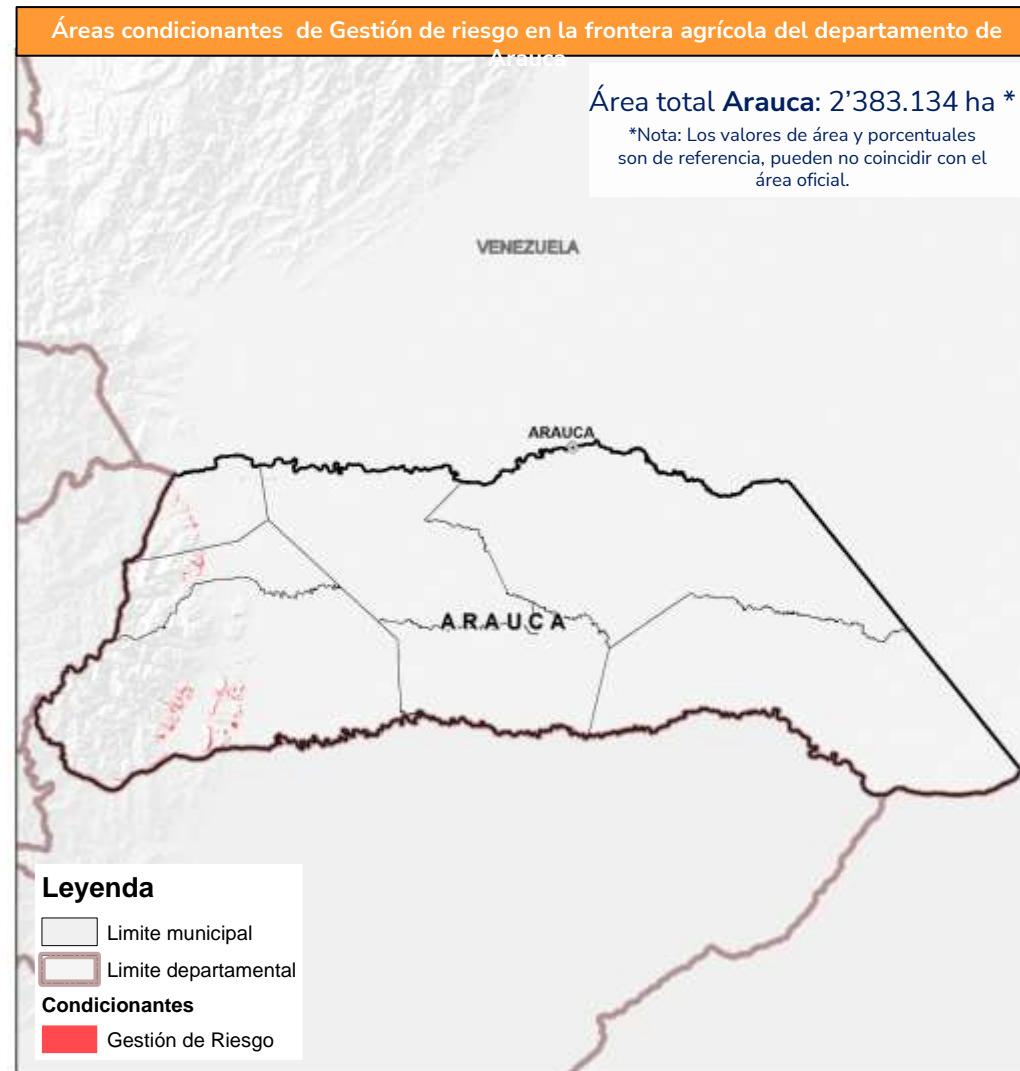 Áreas condicionantes de Gestión de riesgo en la frontera agrícola del departamento de
Arauca
Área total Arauca: 2’383.134 ha *
*Nota: Los valores de área y porcentuales
son de referencia, pueden no coincidir con el
área oficial.
VENEZUELA
ARAUCA
ARAUCA
Leyenda
Limite municipal
Limite departamental
Condicionantes
Gestión de Riesgo